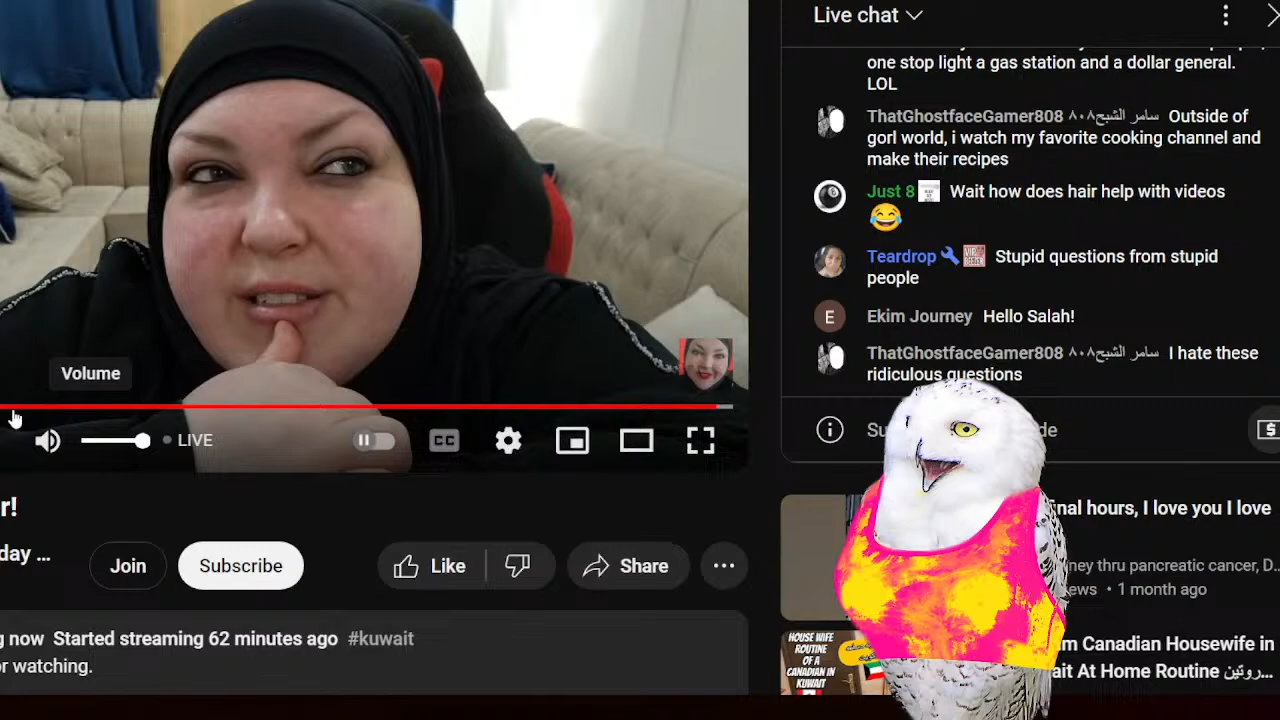 Live chat
one stop light a gas station and a dollar general.
LOL
ThatGhostfaceGamer808 سامر الشبح٨٠٨ Outside of
gorl world, i watch my favorite cooking channel and
make their recipes
Just 8 Wait how does hair help with videos
Teardrop Stupid questions from stupid
people
Ekim Journey Hello Salah!
ThatGhostfaceGamer808 سامر الشبح٨٠٨ I hate these
ridiculous questions
Volume
LIVE
CC
r!
day ...
Join
Subscribe
Like
Share
g now Started streaming 62 minutes ago #kuwait
or watching.
Su
de
inal hours, I love you I love
ney thru pancreatic cancer, D...
ews • 1 month ago
HOUSE WIFE
ROUTINE
OF A
CANADIAN IN
KUWAIT
m Canadian Housewife in
ait At Home Routine روتين...